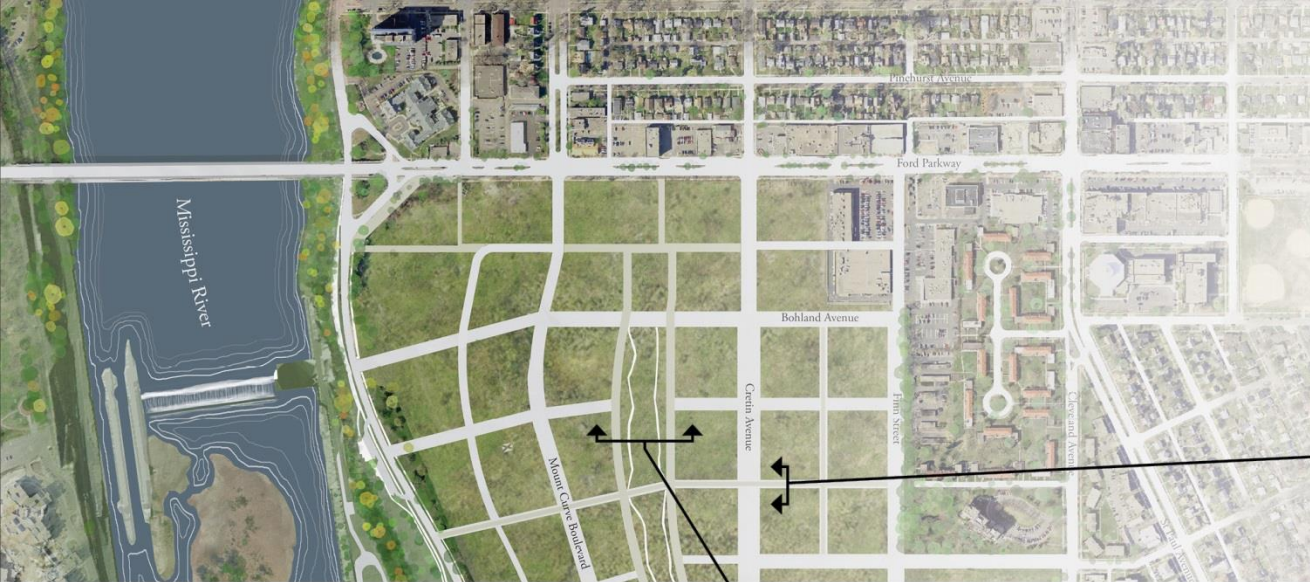 Pinehurst Avenue
Ford Parkway
Mississippi River
Bohland Avenue
Cretin Avenue
Finn Street
Cleveland Avenue
Mount Curve Boulevard